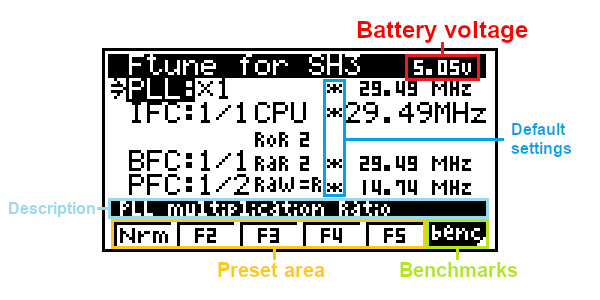 Battery voltage
Ftune for SH3 5.05v
PLL:×1 * 29.49 MHz
IFC:1/1 CPU *29.49MHz
RoR 2
BFC:1/1 RaR 2 * 29.49 MHz
PFC:1/2 RaW=R * 14.74 MHz
Default
settings
Description
PLL multiplication Ratio
Nrm F2 F3 F4 F5 benç
Preset area
Benchmarks